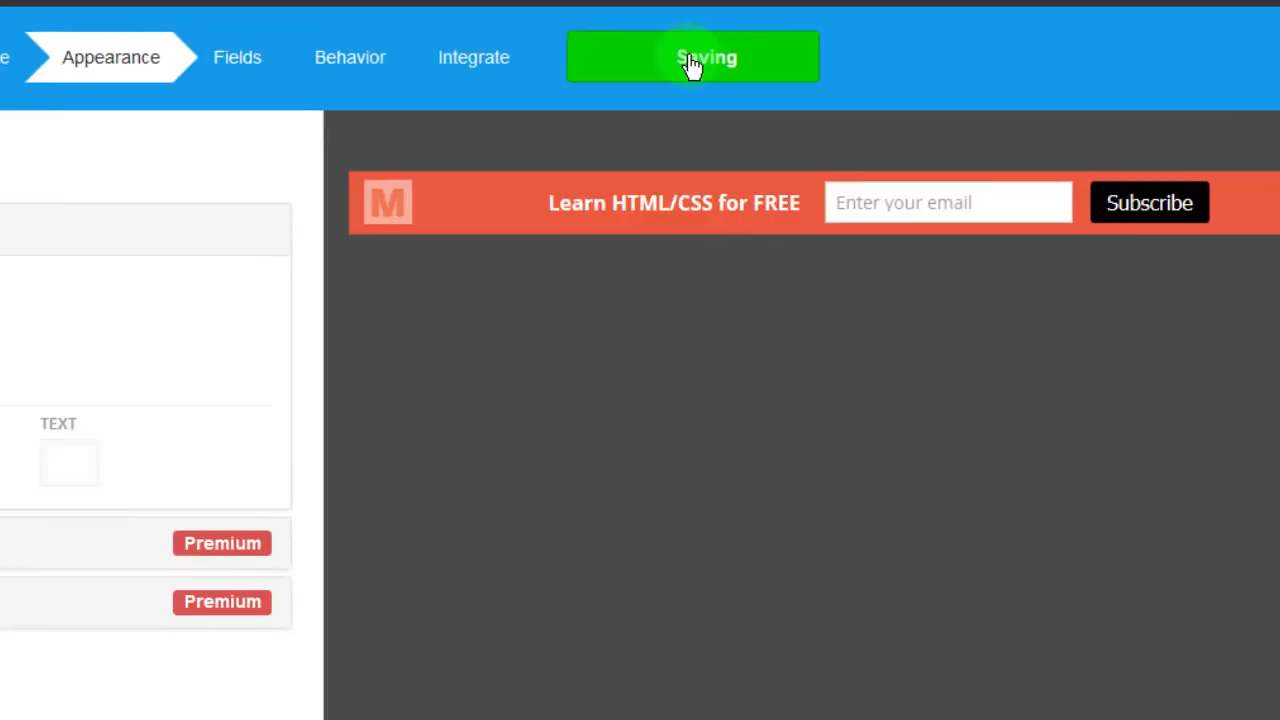 e
Appearance
Fields
Behavior
Integrate
Saving
M
Learn HTML/CSS for FREE
Enter your email
Subscribe
TEXT
Premium
Premium